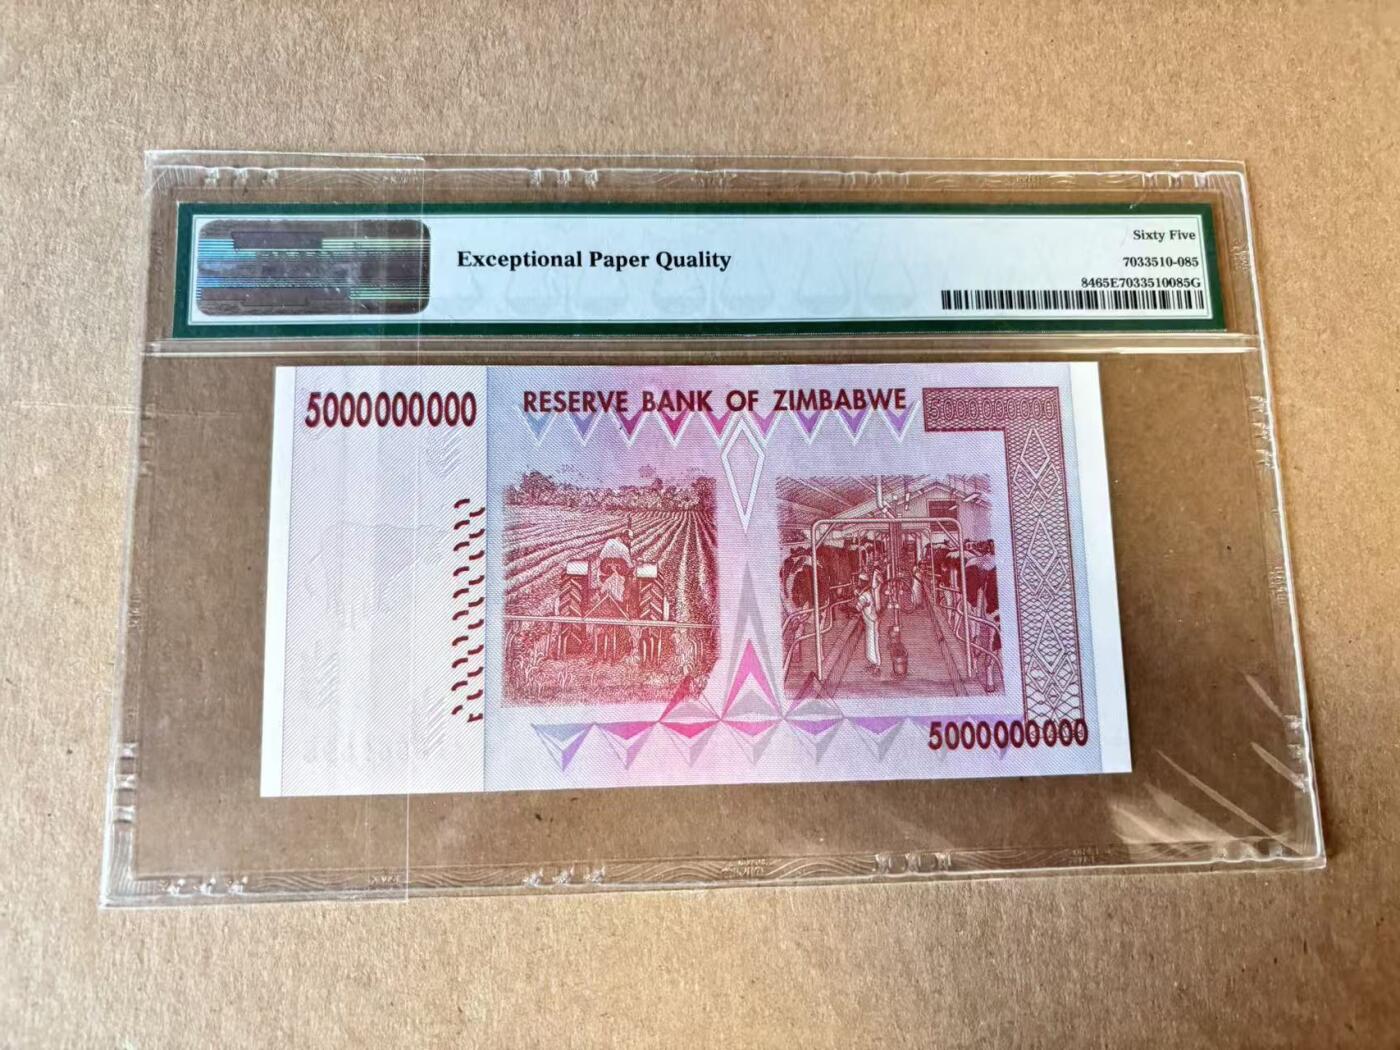 Exceptional Paper Quality
Sixty Five
7033510-085
8465E7033510085G
5000000000
RESERVE BANK OF ZIMBABWE
5000000000
5000000000